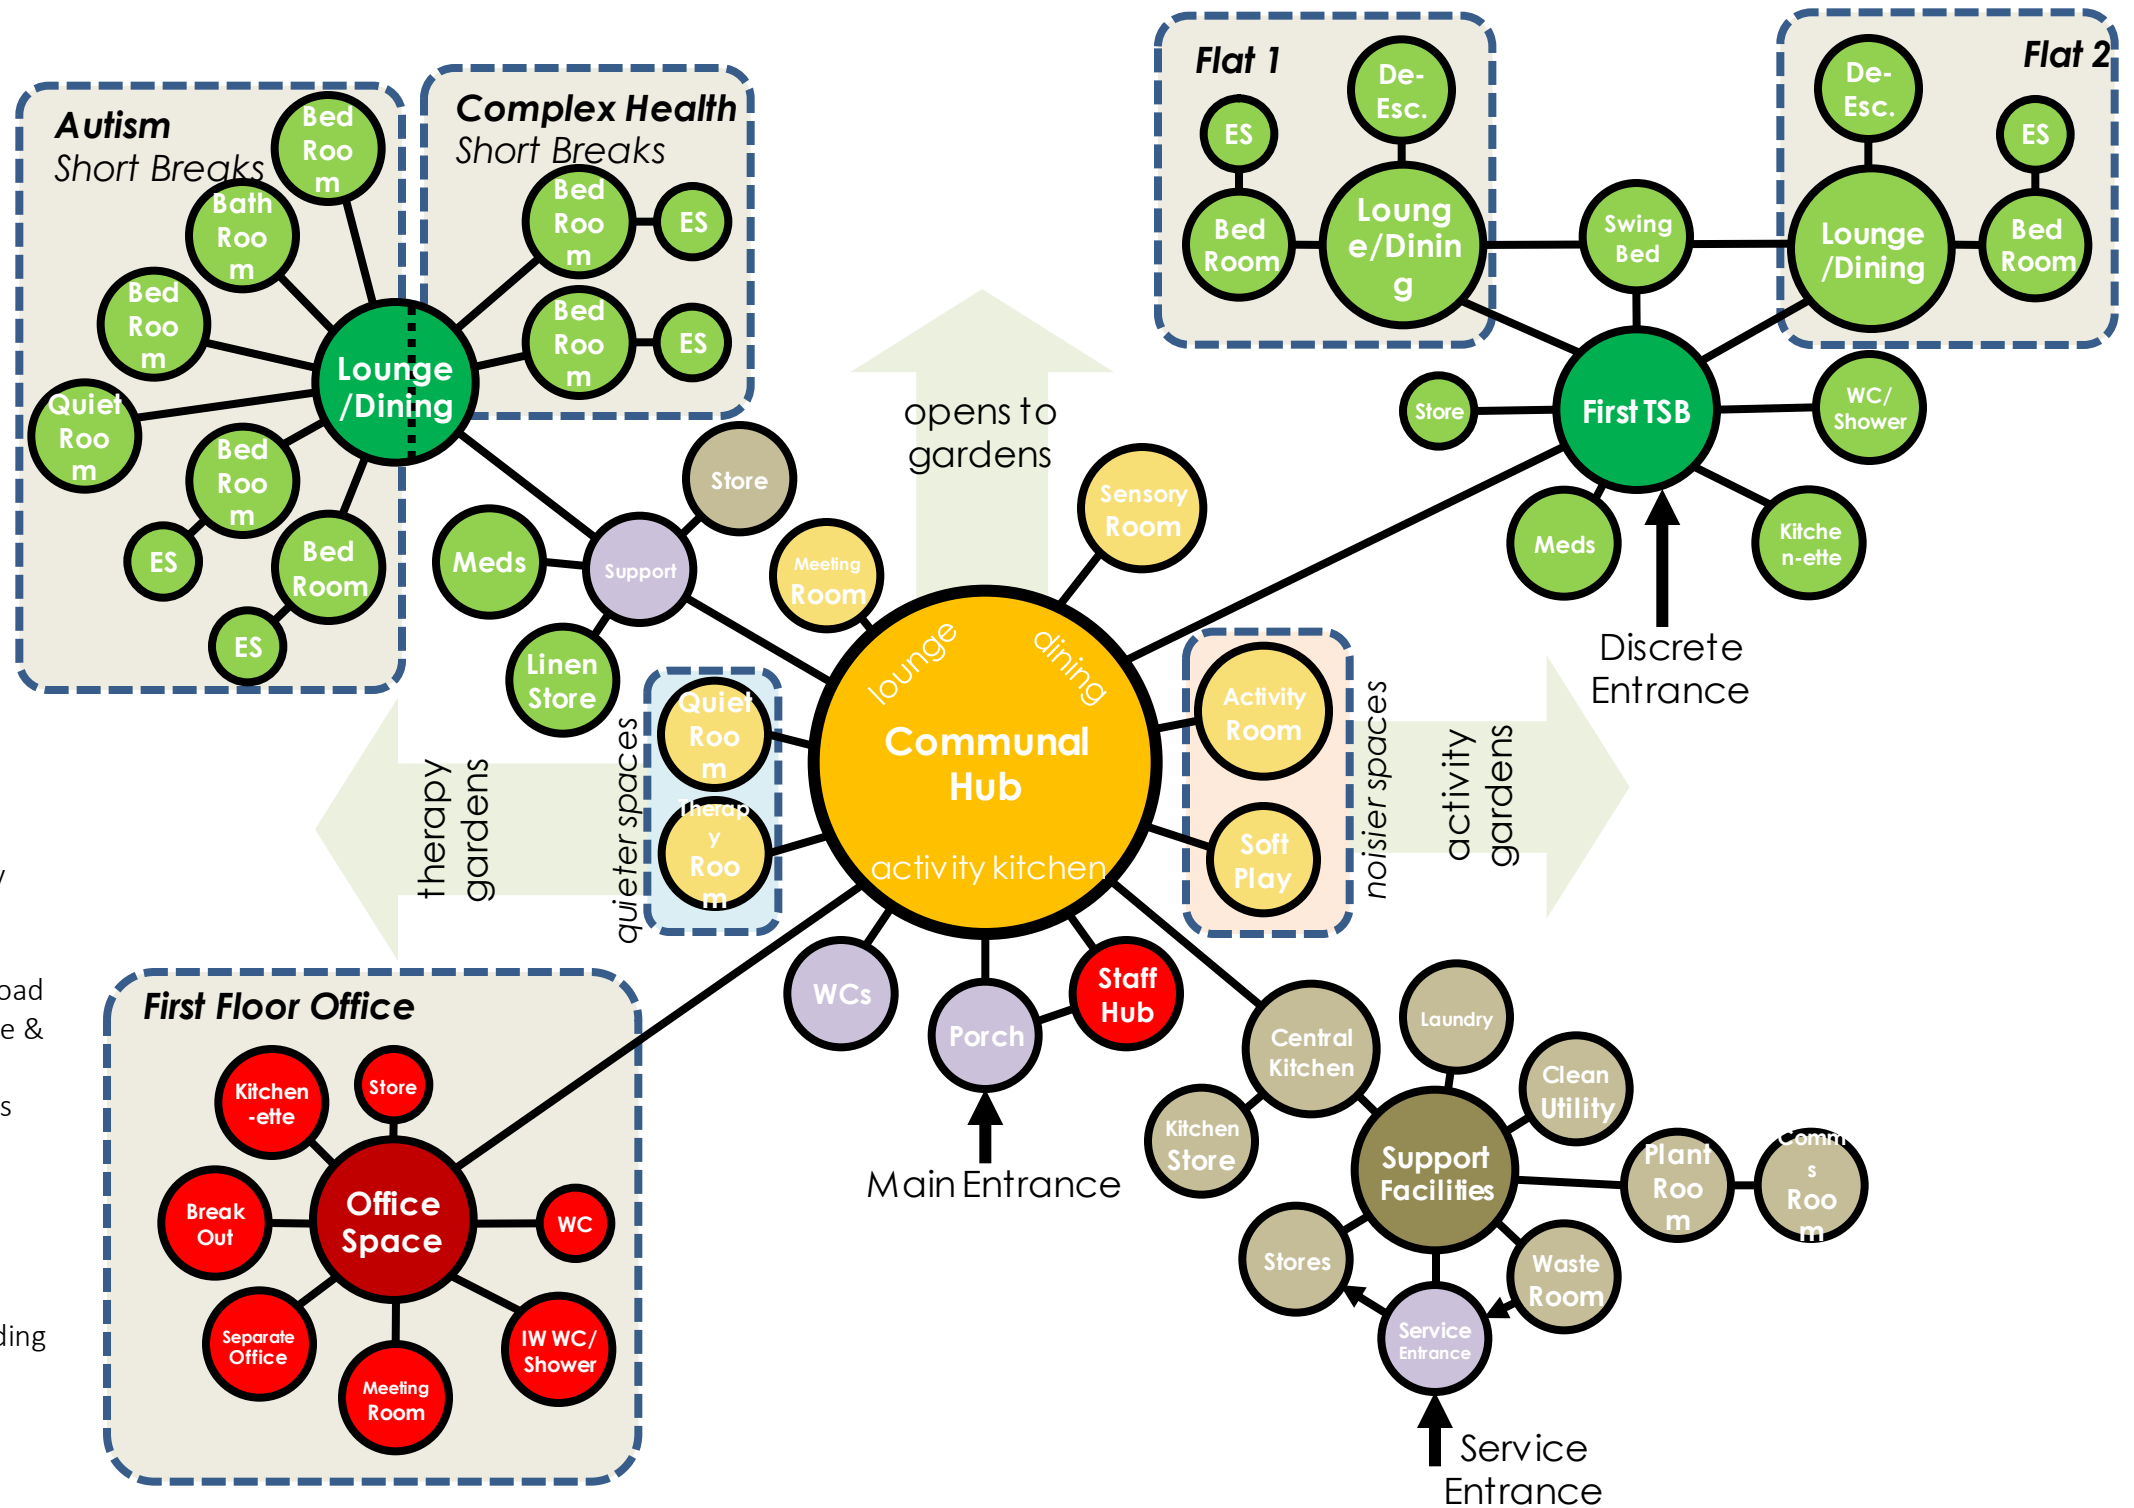 Autism
Short Breaks
Bed
Roo
m
Bath
Roo
m
Bed
Roo
m
Quiet
Roo
m
Bed
Roo
m
ES
Bed
Room
ES
Lounge
/Dining
Complex Health
Short Breaks
Bed
Roo
m
ES
Bed
Roo
m
ES
Flat 1
De-
Esc.
ES
Bed
Room
Loung
e/Dinin
g
Swing
Bed
Flat 2
De-
Esc.
ES
Lounge
/Dining
Bed
Room
First TSB
Store
WC/
Shower
Meds
Kitche
n-ette
Discrete
Entrance
opens to
gardens
Store
Meds
Support
Linen
Store
Meeting
Room
Sensory
Room
lounge
dining
Communal
Hub
activity kitchen
Quiet
Roo
m
Therap
y
Roo
m
quieter spaces
therapy
gardens
Activity
Room
Soft
Play
noisier spaces
activity
gardens
WCs
Porch
Staff
Hub
Main Entrance
y
oad
e &
s
ding
First Floor Office
Kitchen
-ette
Store
Break
Out
Office
Space
WC
Separate
Office
Meeting
Room
IW WC/
Shower
Central
Kitchen
Kitchen
Store
Laundry
Clean
Utility
Support
Facilities
Plant
Roo
m
Comm
s
Roo
m
Stores
Waste
Room
Service
Entrance
Service
Entrance